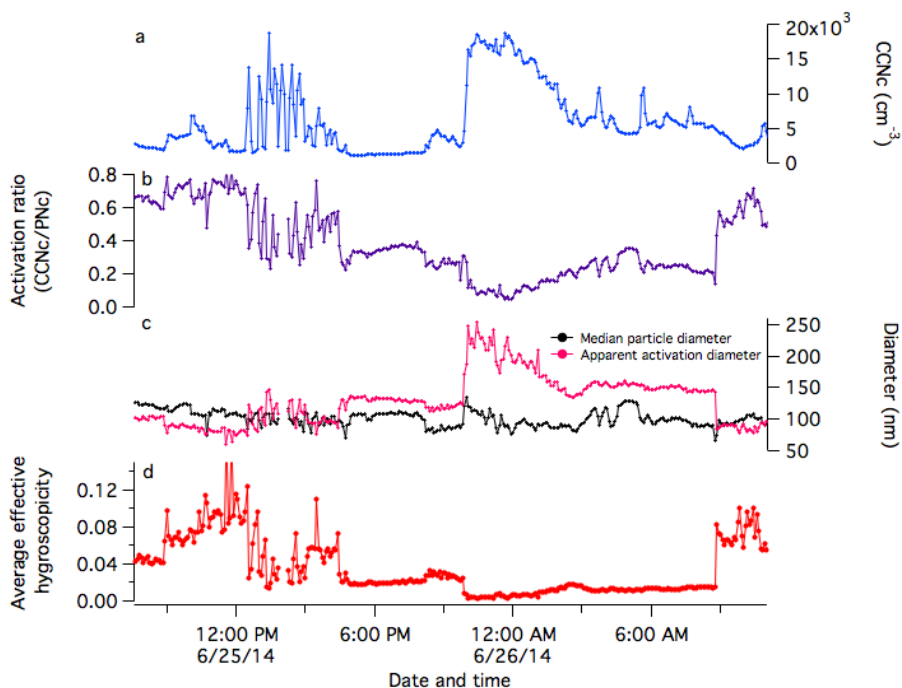 a
20x10³
15
10
5
0
CCNc (cm⁻³)
b
0.8
0.6
0.4
0.2
0.0
Activation ratio
(CCNc/PNc)
c
Median particle diameter
Apparent activation diameter
250
200
150
100
50
Diameter
(nm)
d
0.12
0.08
0.04
0.00
Average effective
hygroscopicity
12:00 PM 6:00 PM 12:00 AM 6:00 AM
6/25/14 6/26/14
Date and time